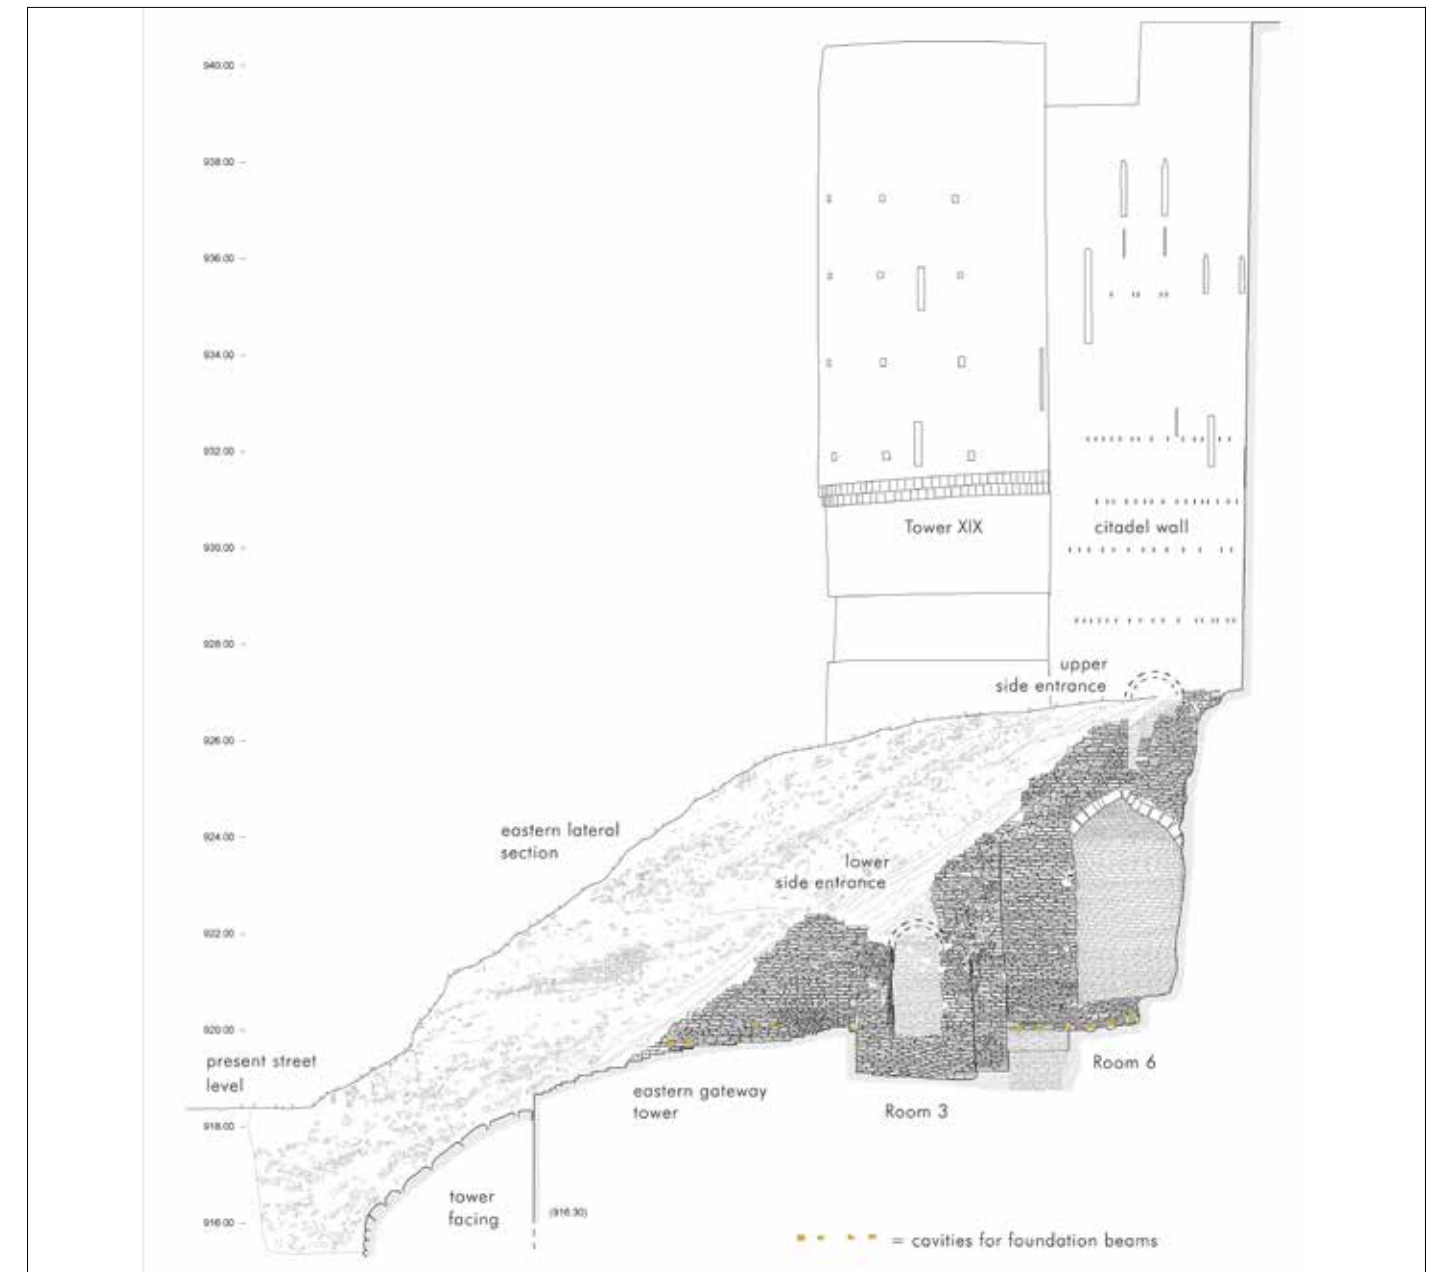 940.00
938.00
936.00
934.00
932.00
Tower XIX
citadel wall
930.00
928.00
upper
side entrance
926.00
eastern lateral
section
924.00
lower
side entrance
922.00
920.00
present street
level
Room 6
eastern gateway
tower
Room 3
918.00
tower
facing
(916.30)
916.00
= cavities for foundation beams